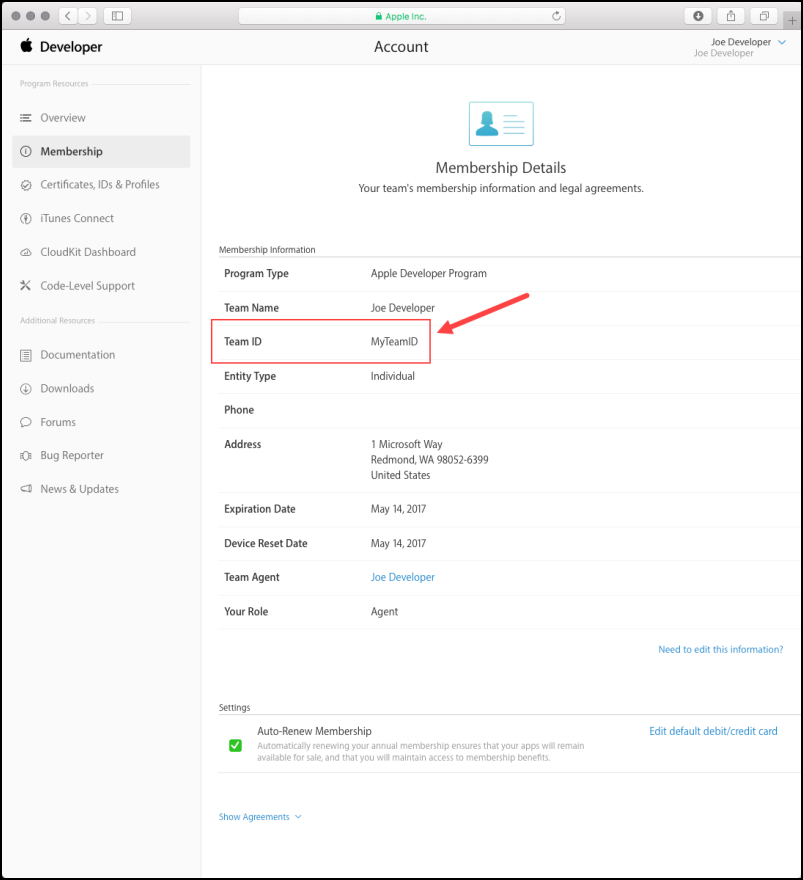 Apple Inc.
Developer
Account
Joe Developer
Joe Developer
Program Resources
Overview
Membership
Certificates, IDs & Profiles
iTunes Connect
CloudKit Dashboard
Code-Level Support
Additional Resources
Documentation
Downloads
Forums
Bug Reporter
News & Updates
Membership Details
Your team's membership information and legal agreements.
Membership Information
Program Type Apple Developer Program
Team Name Joe Developer
Team ID MyTeamID
Entity Type Individual
Phone
Address 1 Microsoft Way
Redmond, WA 98052-6399
United States
Expiration Date May 14, 2017
Device Reset Date May 14, 2017
Team Agent Joe Developer
Your Role Agent
Need to edit this information?
Settings
Auto-Renew Membership Edit default debit/credit card
Automatically renewing your annual membership ensures that your apps will remain
available for sale, and that you will maintain access to membership benefits.
Show Agreements